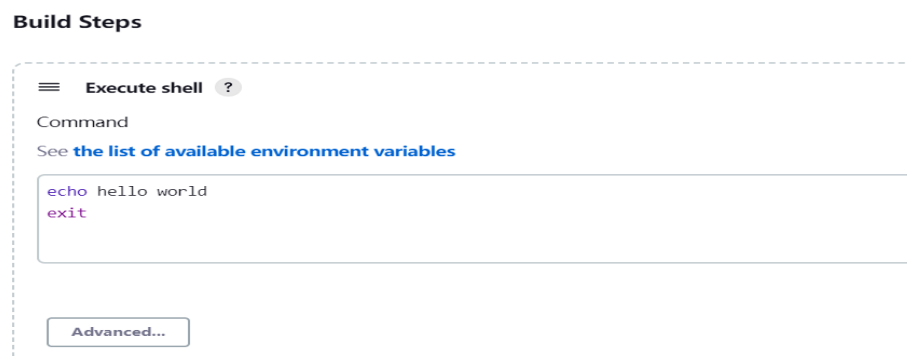 Build Steps
Execute shell ?
Command
See the list of available environment variables
echo hello world
exit
Advanced...